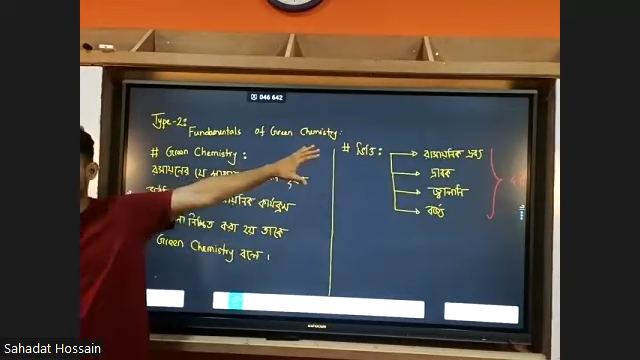 046 642
Type-2:
Fundamentals of Green Chemistry:
# Green Chemistry:
রসায়নের যে
কার্যক্রম
নিশ্চিত করা হয় তাকে
Green Chemistry বলে।
# ভিত্তি:
রাসায়নিক দ্রব্য
দ্রাবক
জ্বালানি
বর্জ্য
Sahadat Hossain